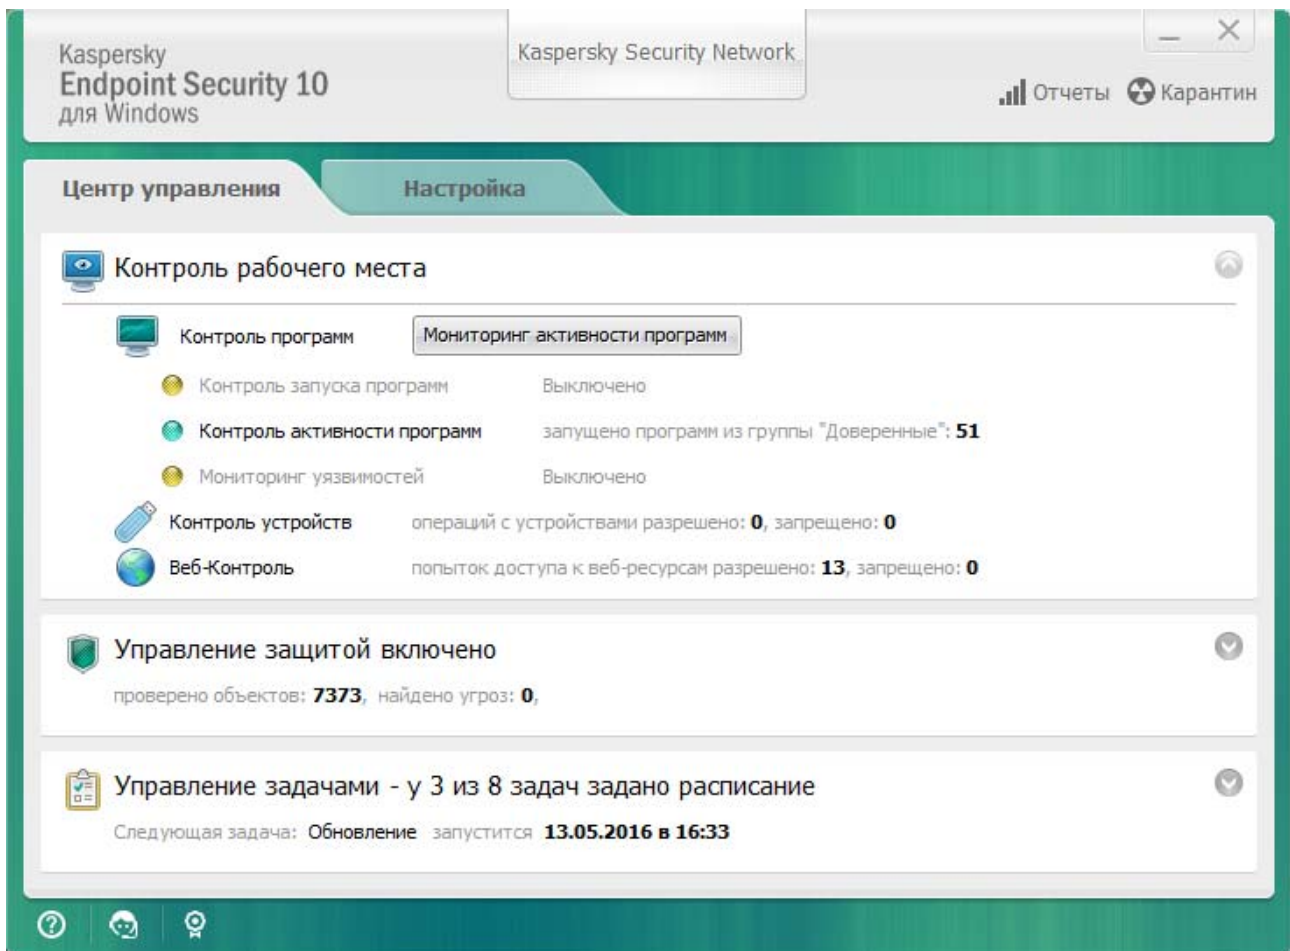 Kaspersky Security Network
Kaspersky
Endpoint Security 10
для Windows
Отчеты Карантин
Центр управления Настройка
Контроль рабочего места
Контроль программ Мониторинг активности программ
Контроль запуска программ Выключено
Контроль активности программ запущено программ из группы "Доверенные": 51
Мониторинг уязвимостей Выключено
Контроль устройств операций с устройствами разрешено: 0, запрещено: 0
Веб-Контроль попыток доступа к веб-ресурсам разрешено: 13, запрещено: 0
Управление защитой включено
проверено объектов: 7373, найдено угроз: 0,
Управление задачами - у 3 из 8 задач задано расписание
Следующая задача: Обновление запустится 13.05.2016 в 16:33